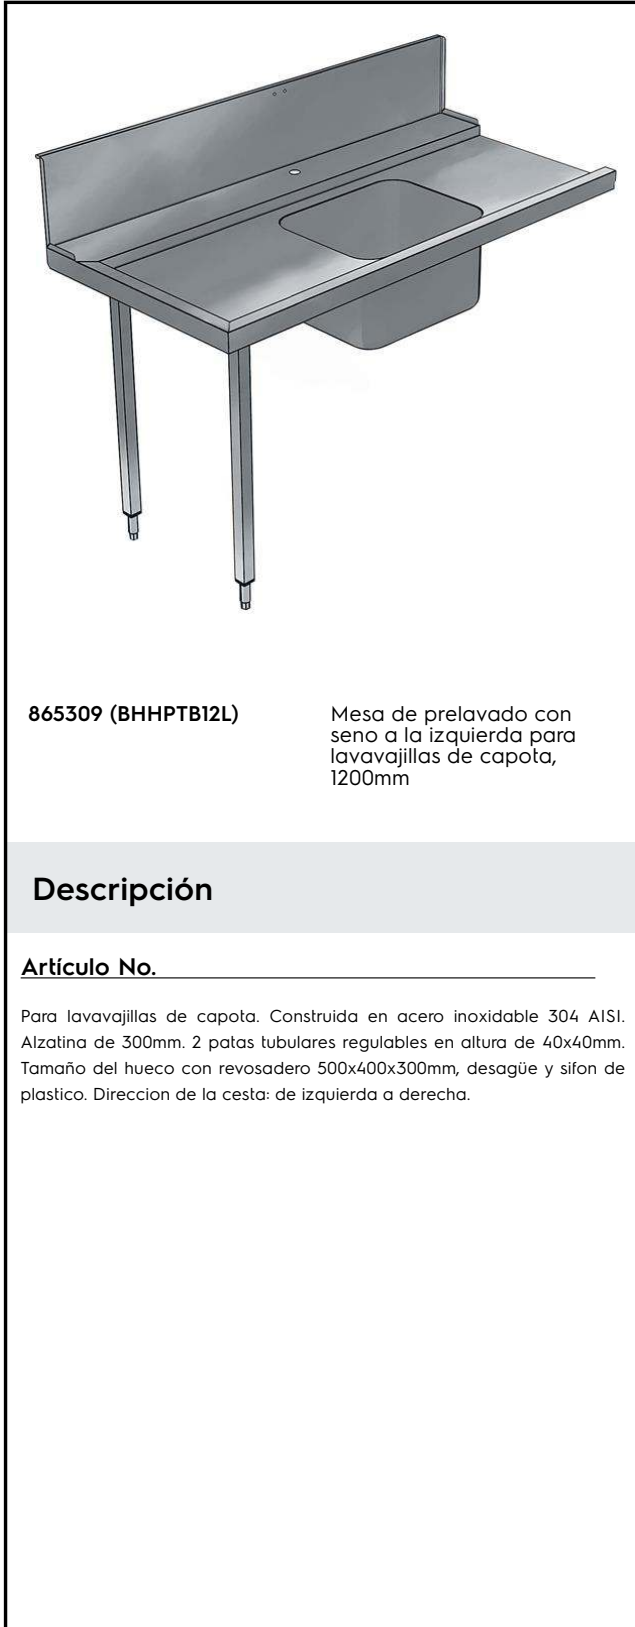 865309 (BHHPTB12L)
Mesa de prelavado con
seno a la izquierda para
lavavajillas de capota,
1200mm
Descripción
Artículo No.
Para lavavajillas de capota. Construida en acero inoxidable 304 AISI.
Alzatina de 300mm. 2 patas tubulares regulables en altura de 40x40mm.
Tamaño del hueco con revosadero 500x400x300mm, desagüe y sifon de
plastico. Direccion de la cesta: de izquierda a derecha.